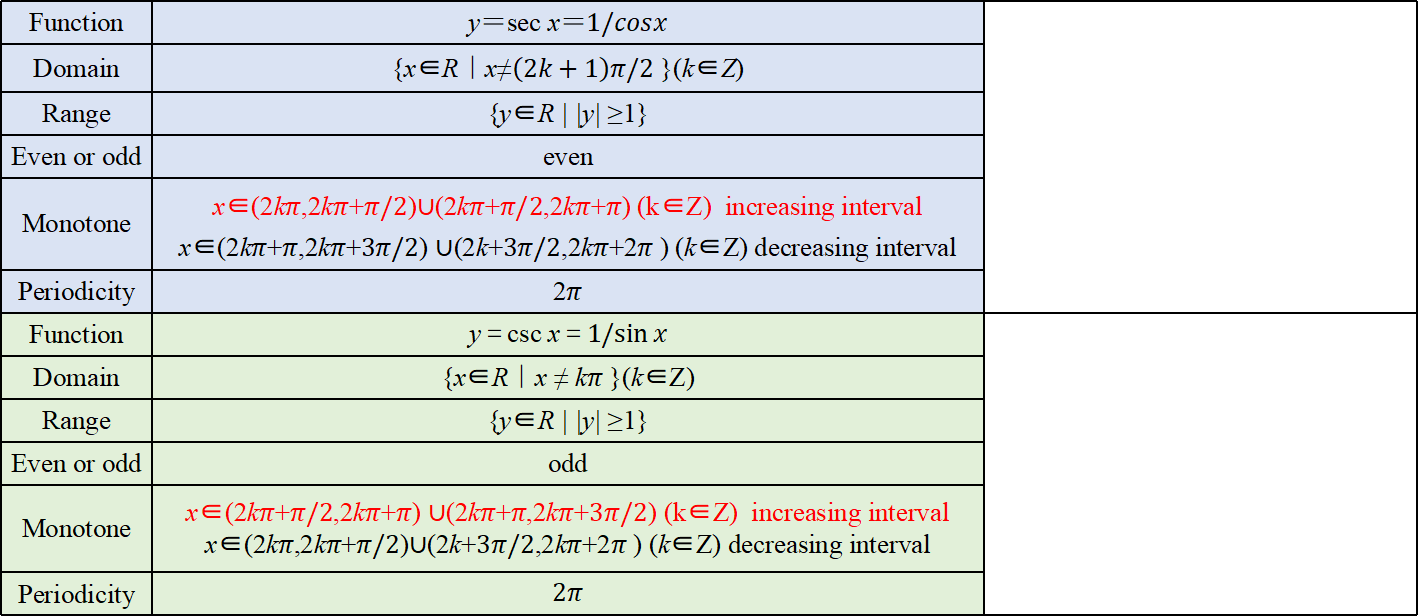 Function y=sec x=1/cosx
Domain {x∈R | x≠(2k + 1)π/2 }(k∈Z)
Range {y∈R | |y| ≥1}
Even or odd even
Monotone x∈(2kπ,2kπ+π/2)∪(2kπ+π/2,2kπ+π) (k∈Z) increasing interval
x∈(2kπ+π,2kπ+3π/2) ∪(2k+3π/2,2kπ+2π ) (k∈Z) decreasing interval
Periodicity 2π
Function y = csc x = 1/sin x
Domain {x∈R | x ≠ kπ }(k∈Z)
Range {y∈R | |y| ≥1}
Even or odd odd
Monotone x∈(2kπ+π/2,2kπ+π) ∪(2kπ+π,2kπ+3π/2) (k∈Z) increasing interval
x∈(2kπ,2kπ+π/2)∪(2k+3π/2,2kπ+2π ) (k∈Z) decreasing interval
Periodicity 2π